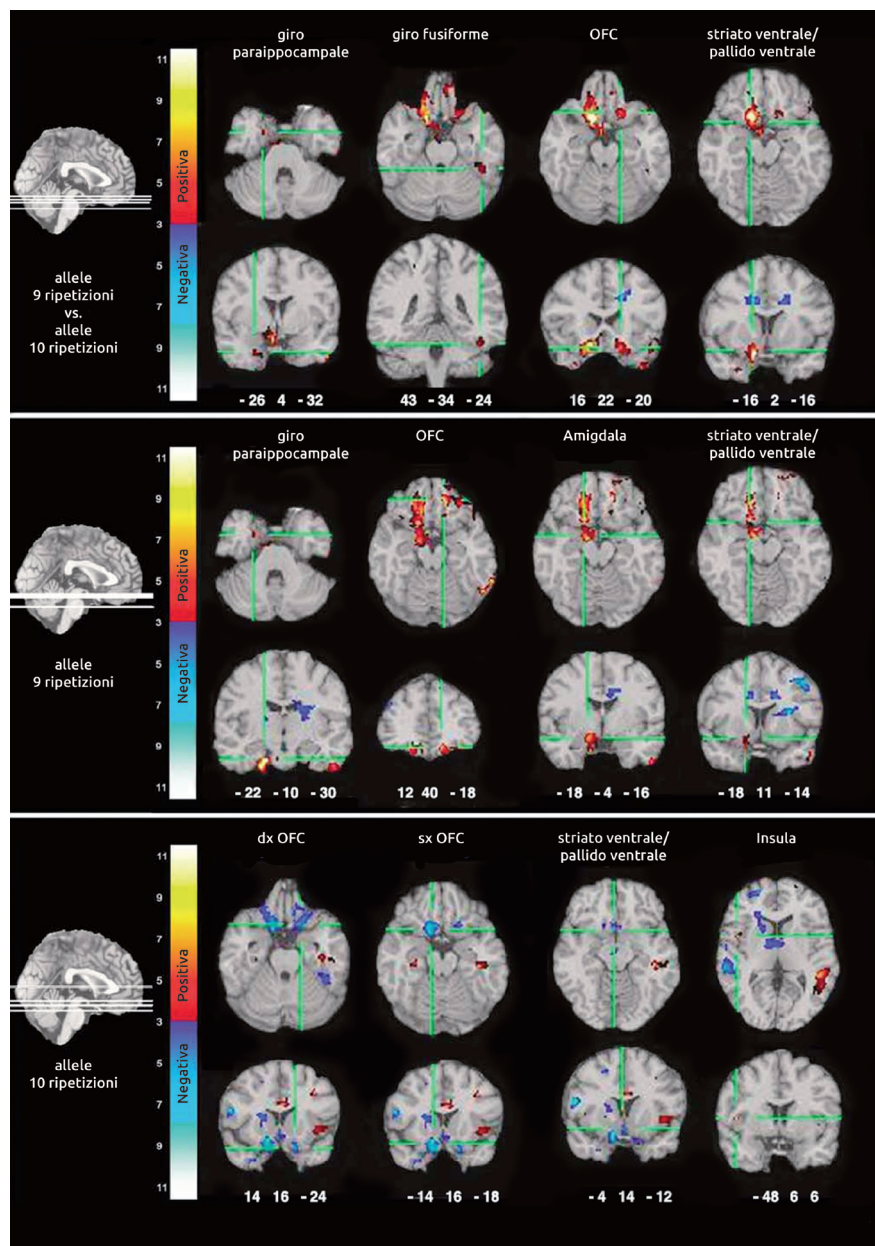 giro
paraippocampale
giro fusiforme
OFC
striato ventrale/
pallido ventrale
11
9
7
5
3
5
7
9
11
Positiva
Negativa
allele
9 ripetizioni
vs.
allele
10 ripetizioni
- 26 4 - 32
43 - 34 - 24
16 22 - 20
- 16 2 - 16
giro
paraippocampale
OFC
Amigdala
striato ventrale/
pallido ventrale
11
9
7
5
3
5
7
9
11
Positiva
Negativa
allele
9 ripetizioni
- 22 - 10 - 30
12 40 - 18
- 18 - 4 - 16
- 18 11 - 14
dx OFC
sx OFC
striato ventrale/
pallido ventrale
Insula
11
9
7
5
3
5
7
9
11
Positiva
Negativa
allele
10 ripetizioni
14 16 - 24
- 14 16 - 18
- 4 14 - 12
- 48 6 6